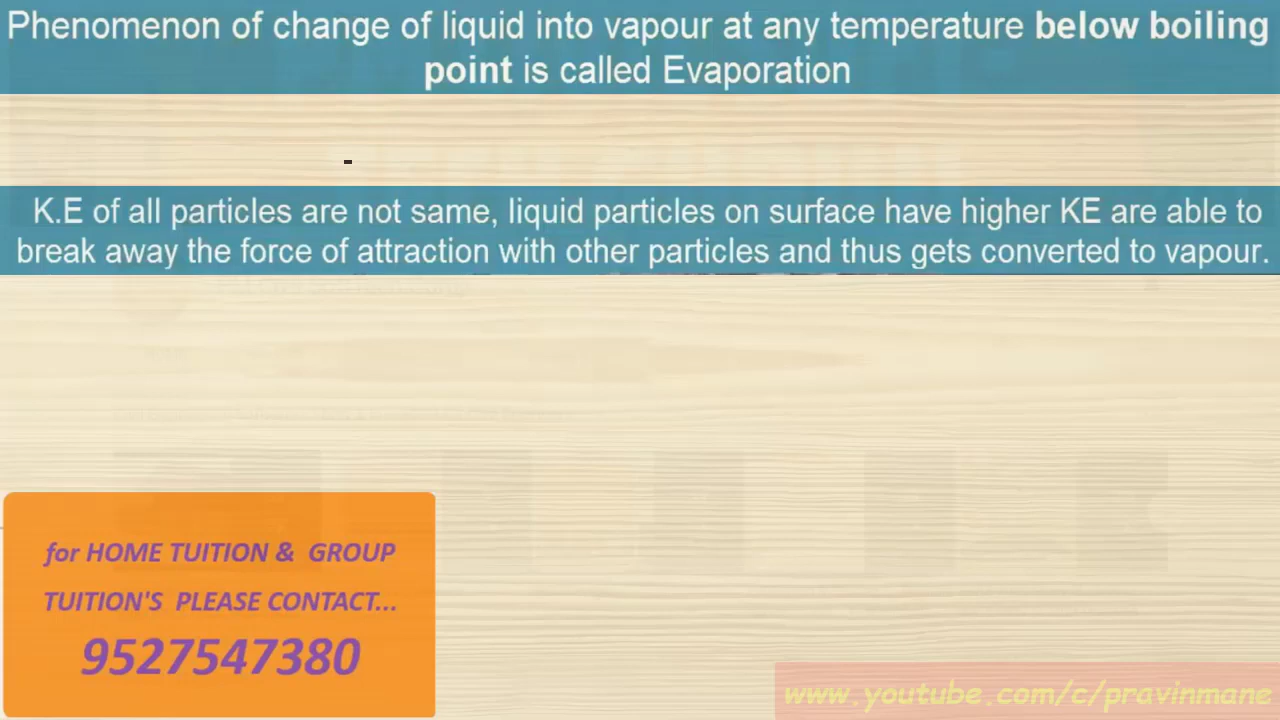 Phenomenon of change of liquid into vapour at any temperature below boiling
point is called Evaporation
-
K.E of all particles are not same, liquid particles on surface have higher KE are able to
break away the force of attraction with other particles and thus gets converted to vapour.
for HOME TUITION & GROUP
TUITION'S PLEASE CONTACT...
9527547380
www.youtube.com/c/pravinmane